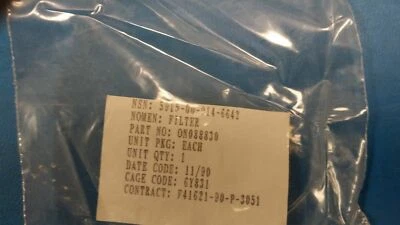 NSN: 5915-00-914-6642
NOMEN: FILTER
PART NO: ON088830
UNIT PKG: EACH
UNIT QTY: 1
DATE CODE: 11/90
CAGE CODE: 6Y831
CONTRACT: F41621-90-P-3051